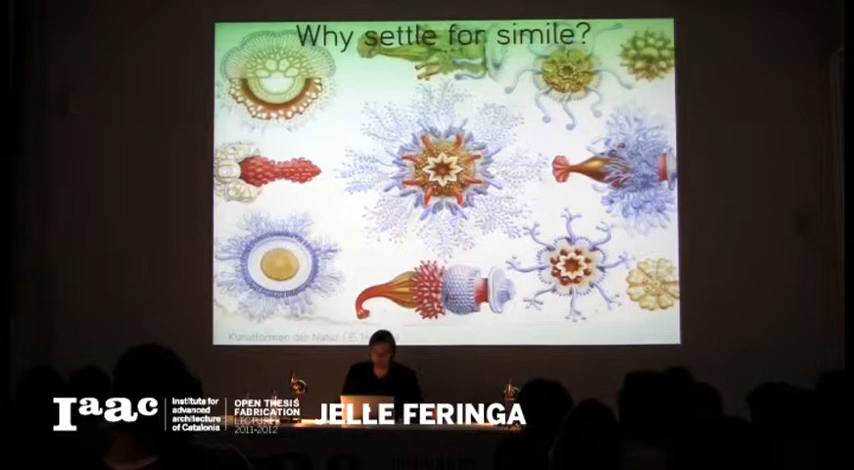 Why settle for simile?
Kunstformen der Natur (E.
Iaac
Institute for
advanced
architecture
of Catalonia
OPEN THESIS
FABRICATION
LECTURE
2011-2012
JELLE FERINGA